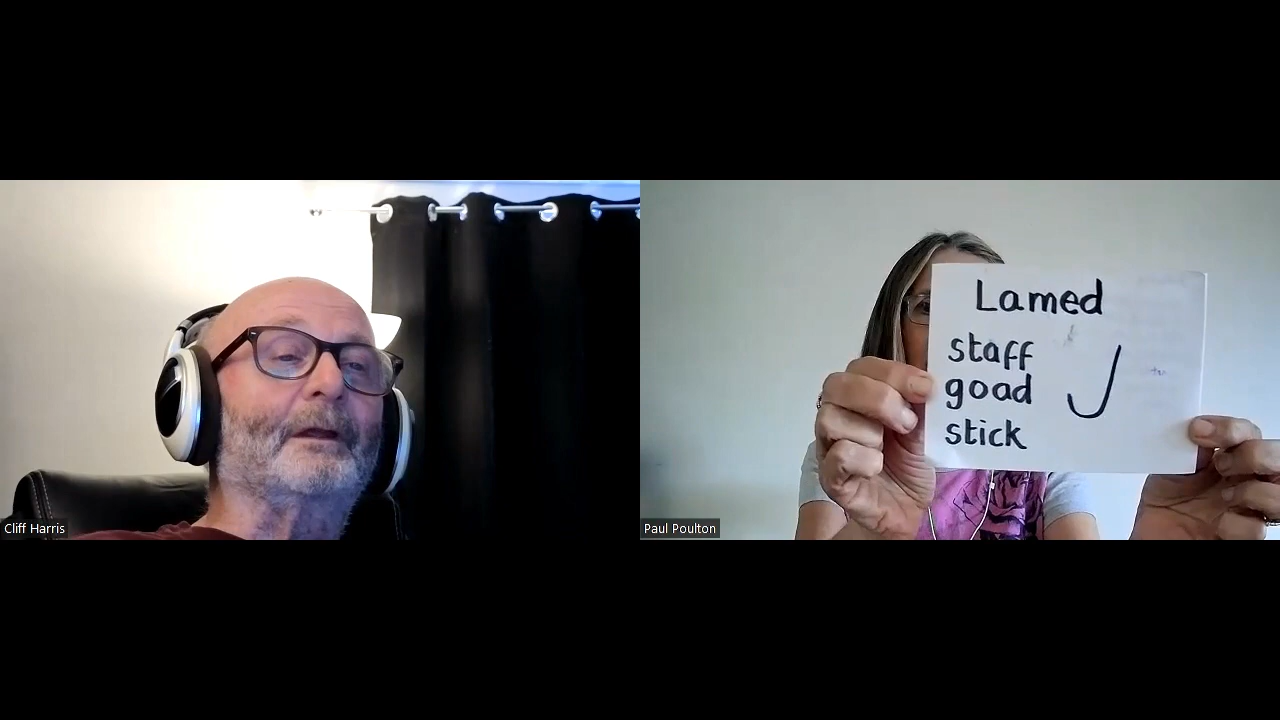 Lamed
staff
goad
stick
Cliff Harris
Paul Poulton